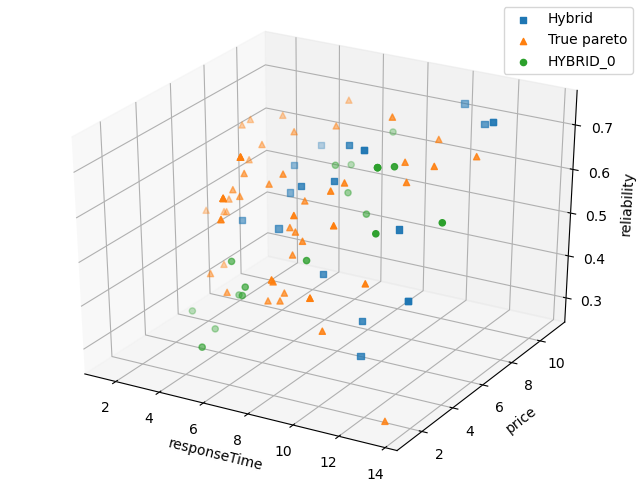 Hybrid
True pareto
HYBRID_0
0.7
0.6
0.5
0.4
0.3
reliability
10
8
6
4
2
price
2
4
6
8
10
12
14
responseTime